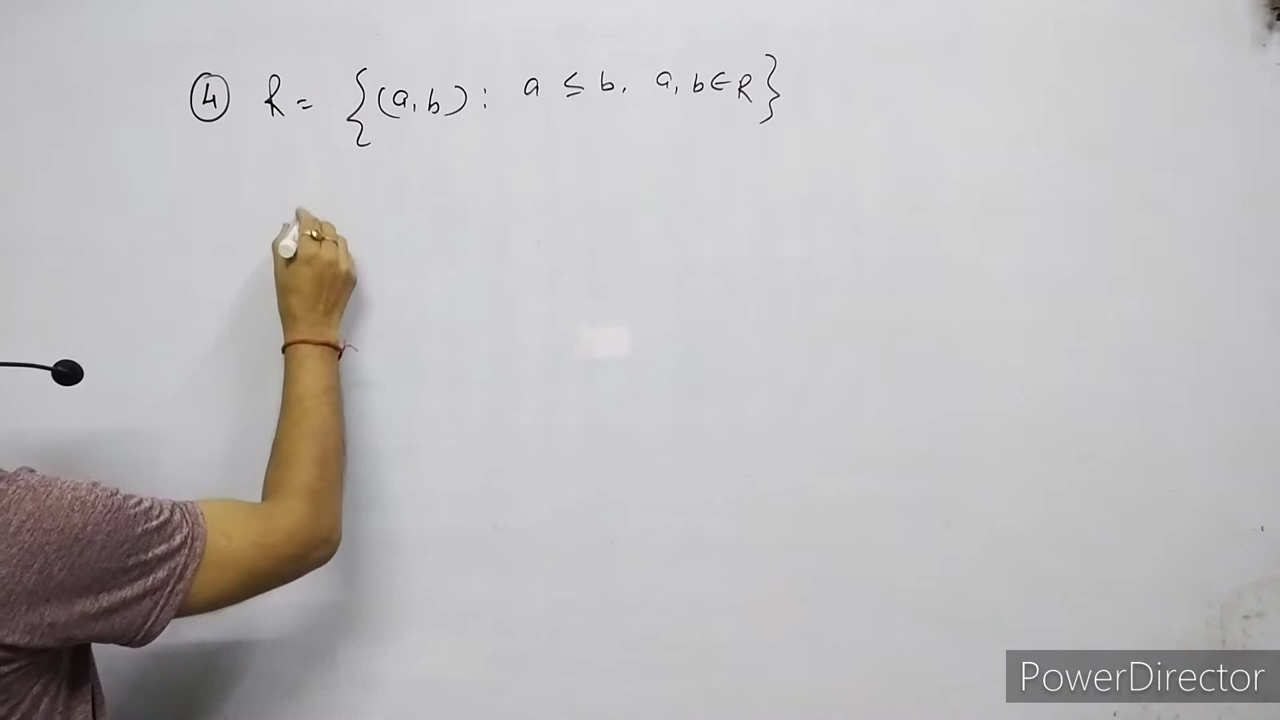 ④ R = {(a, b) : a ≤ b, a, b ∈ R}
PowerDirector